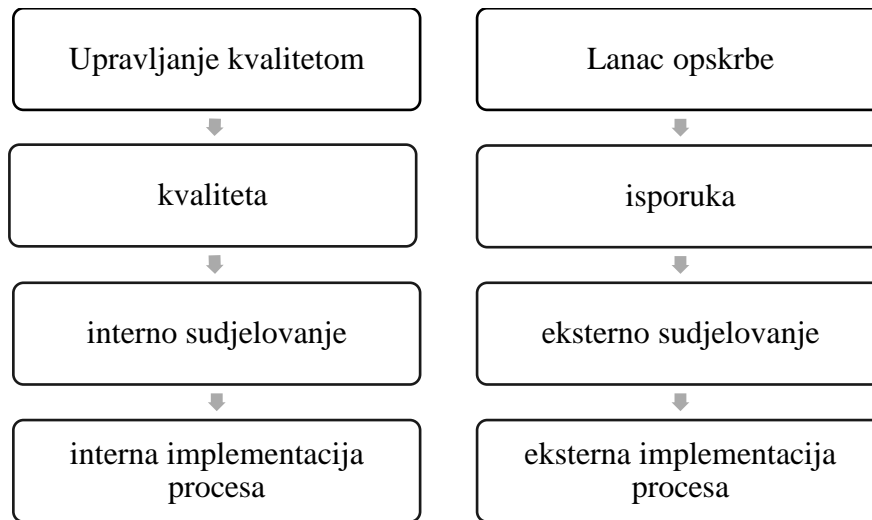 Upravljanje kvalitetom
kvaliteta
interno sudjelovanje
interna implementacija
procesa
Lanac opskrbe
isporuka
eksterno sudjelovanje
eksterna implementacija
procesa